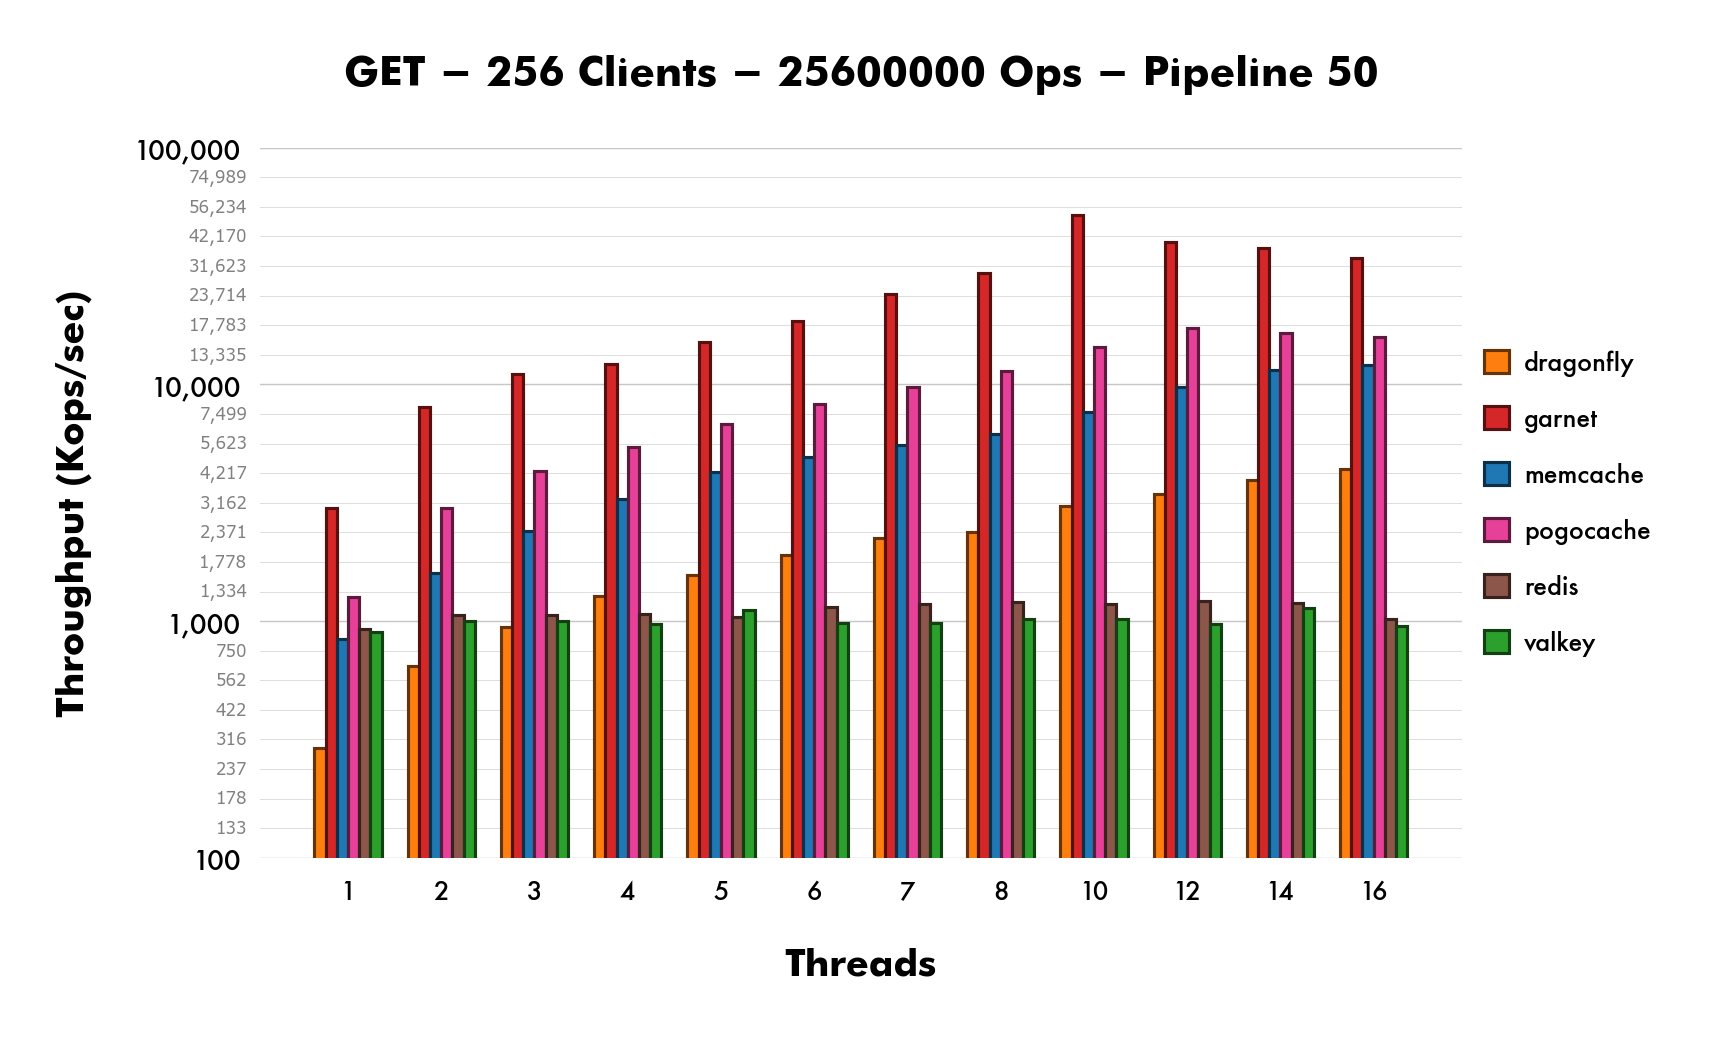 GET – 256 Clients – 25600000 Ops – Pipeline 50
Throughput (Kops/sec)
100,000
74,989
56,234
42,170
31,623
23,714
17,783
13,335
10,000
7,499
5,623
4,217
3,162
2,371
1,778
1,334
1,000
750
562
422
316
237
178
133
100
1 2 3 4 5 6 7 8 10 12 14 16
Threads
dragonfly
garnet
memcache
pogocache
redis
valkey